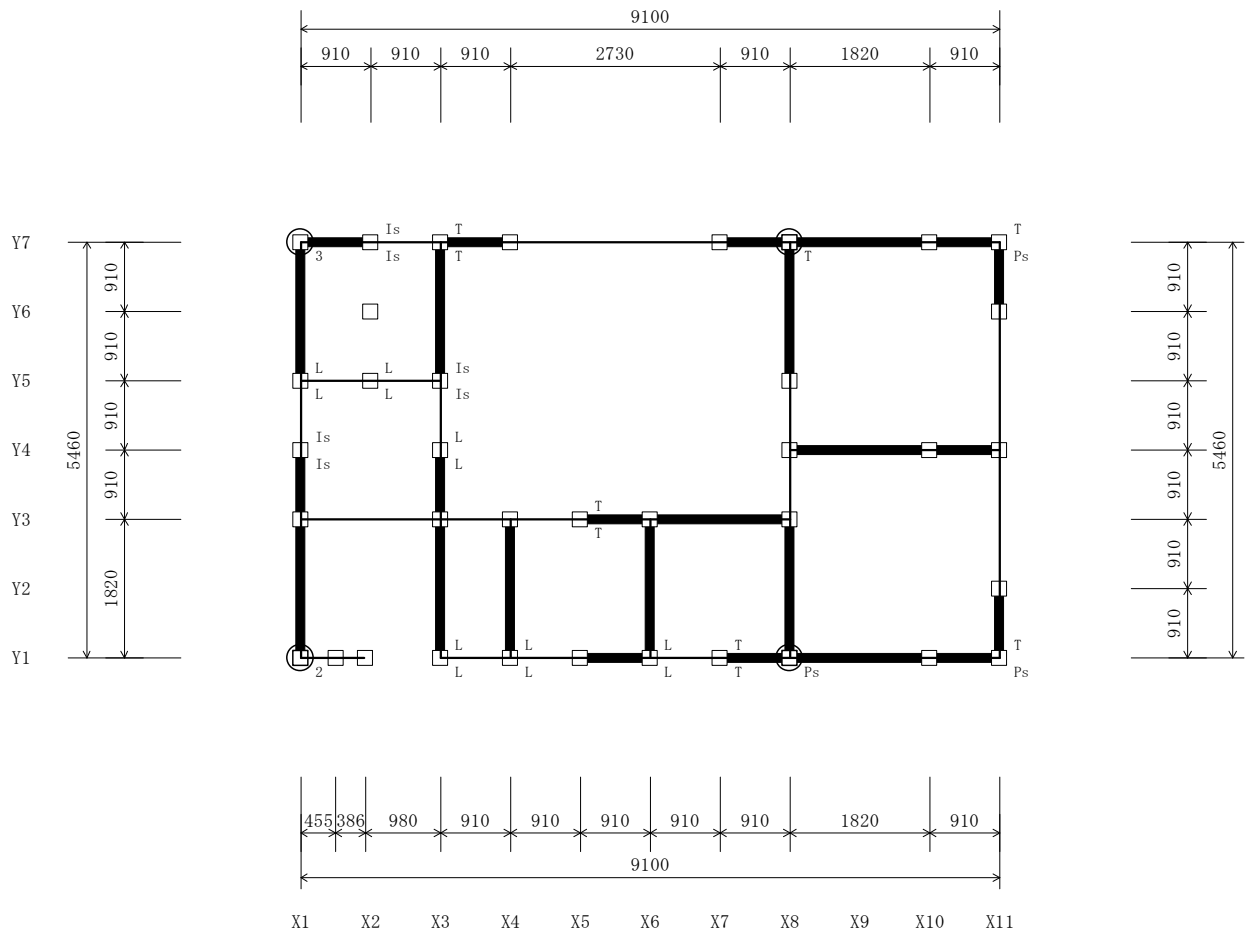 9100
910 910 910 2730 910 1820 910
Y7
Y6
Y5
Y4
Y3
Y2
Y1
5460
910
910
910
910
1820
Is T T
3 Is T T Ps
L L Is
L L Is
Is L
Is L
T
T
L L L T T
2 L L L T Ps Ps
910
910
910
910
910
910
5460
455 386 980 910 910 910 910 910 1820 910
9100
X1 X2 X3 X4 X5 X6 X7 X8 X9 X10 X11